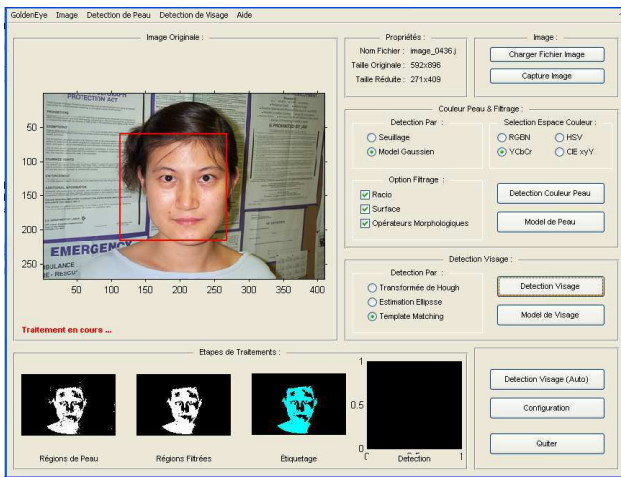 GoldenEye Image Detection de Peau Detection de Visage Aide
Image Originale :
PROTECTION ACT
EMERGENCY
AMBULANCE
50
100
150
200
250
50 100 150 200 250 300 350 400
Traitement en cours ...
Propriétés :
Nom Fichier : image_0436.j
Taille Originale : 592x896
Taille Réduite : 271x409
Image :
Charger Fichier Image
Capture Image
Couleur Peau & Filtrage :
Detection Par :
Seuillage
Model Gaussien
Selection Espace Couleur :
RGBN HSV
YCbCr CIE xyY
Option Filtrage :
Racio
Surface
Opérateurs Morphologiques
Detection Couleur Peau
Model de Peau
Detection Visage :
Detection Par :
Transformée de Hough
Estimation Ellipsse
Template Matching
Detection Visage
Model de Visage
Etapes de Traitements :
Régions de Peau
Régions Filtrées
Étiquetage
1
0.5
0
1
Detection
Detection Visage (Auto)
Configuration
Quiter